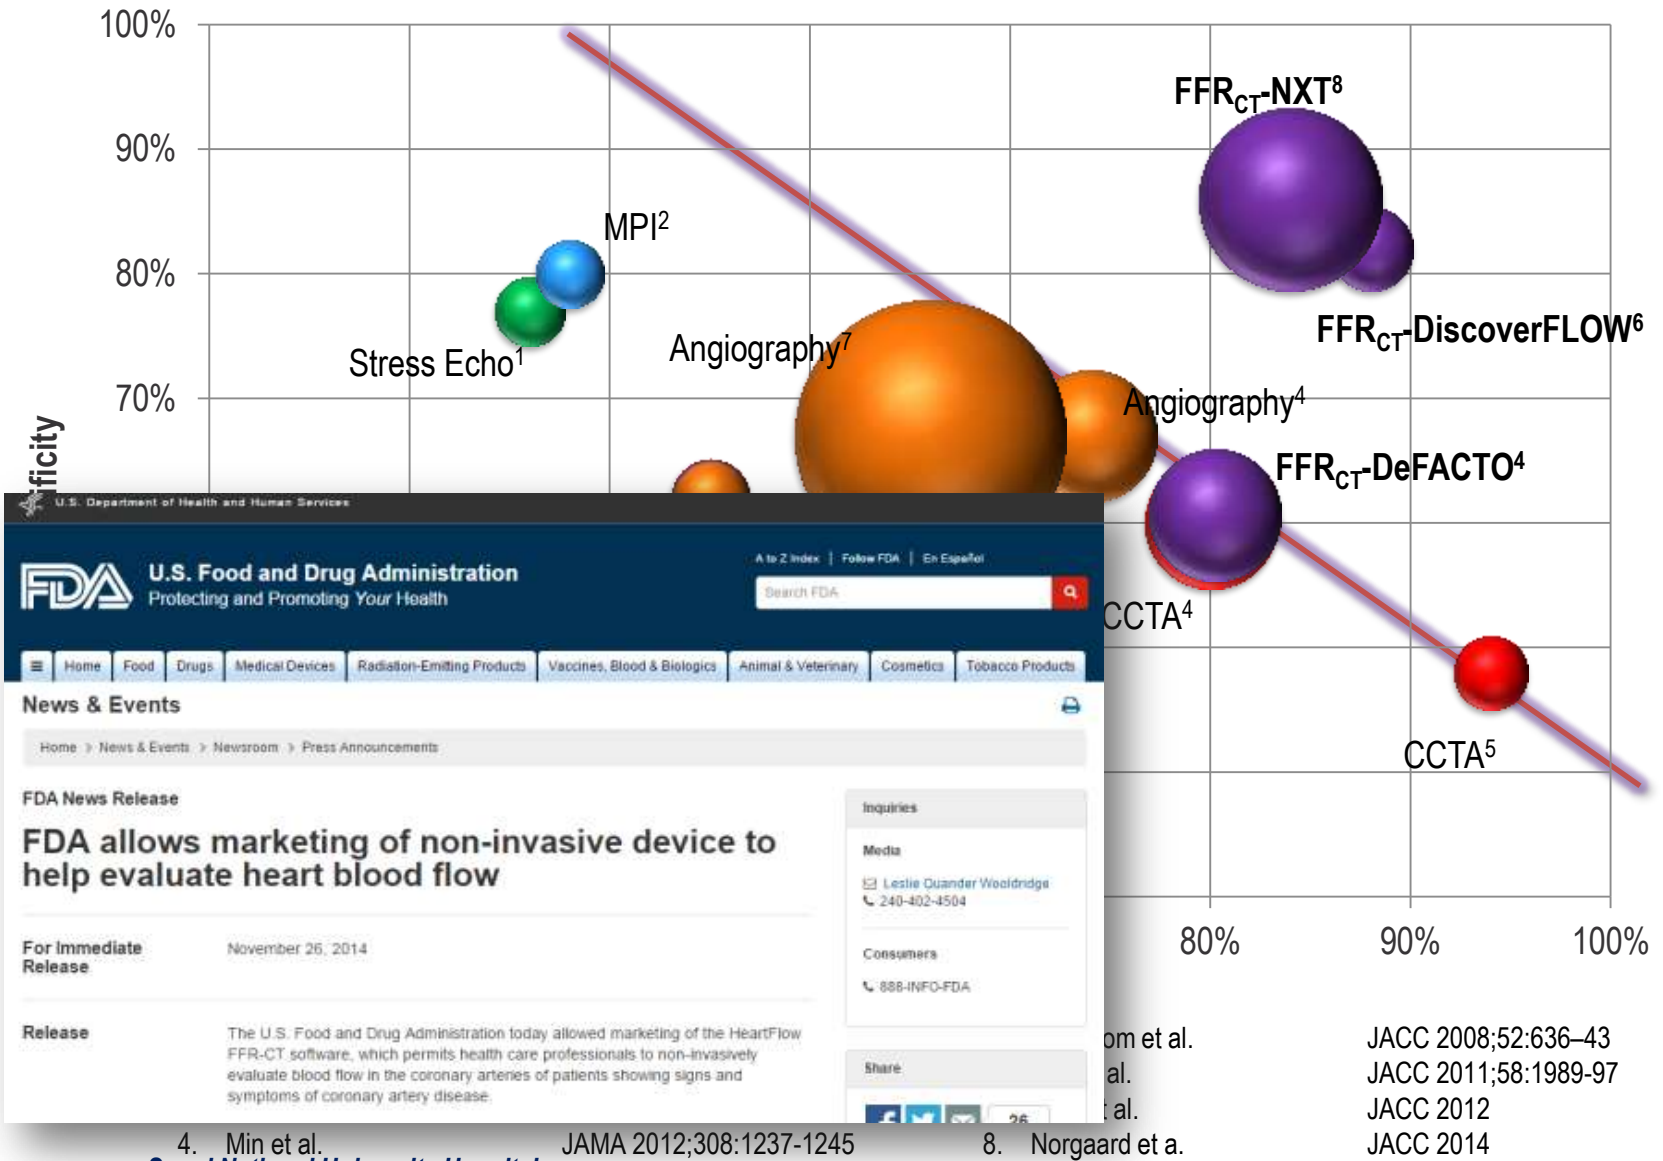 100%
90%
80%
70%
ificity
FFRCT-NXT8
MPI2
FFRCT-DiscoverFLOW6
Stress Echo1
Angiography7
Angiography4
FFRCT-DeFACTO4
CCTA4
CCTA5
80%
90%
100%
U.S. Department of Health and Human Services
A to Z Index | Follow FDA | En Español
FDA
U.S. Food and Drug Administration
Protecting and Promoting Your Health
Search FDA
Home Food Drugs Medical Devices Radiation-Emitting Products Vaccines, Blood & Biologics Animal & Veterinary Cosmetics Tobacco Products
News & Events
Home > News & Events > Newsroom > Press Announcements
FDA News Release
FDA allows marketing of non-invasive device to
help evaluate heart blood flow
For Immediate
Release
November 26, 2014
Release
The U.S. Food and Drug Administration today allowed marketing of the HeartFlow
FFR-CT software, which permits health care professionals to non-invasively
evaluate blood flow in the coronary arteries of patients showing signs and
symptoms of coronary artery disease.
Inquiries
Media
Leslie Quander Wooldridge
240-402-4504
Consumers
888-INFO-FDA
Share
26
om et al. JACC 2008;52:636–43
al. JACC 2011;58:1989-97
t al. JACC 2012
4. Min et al. JAMA 2012;308:1237-1245 8. Norgaard et a. JACC 2014